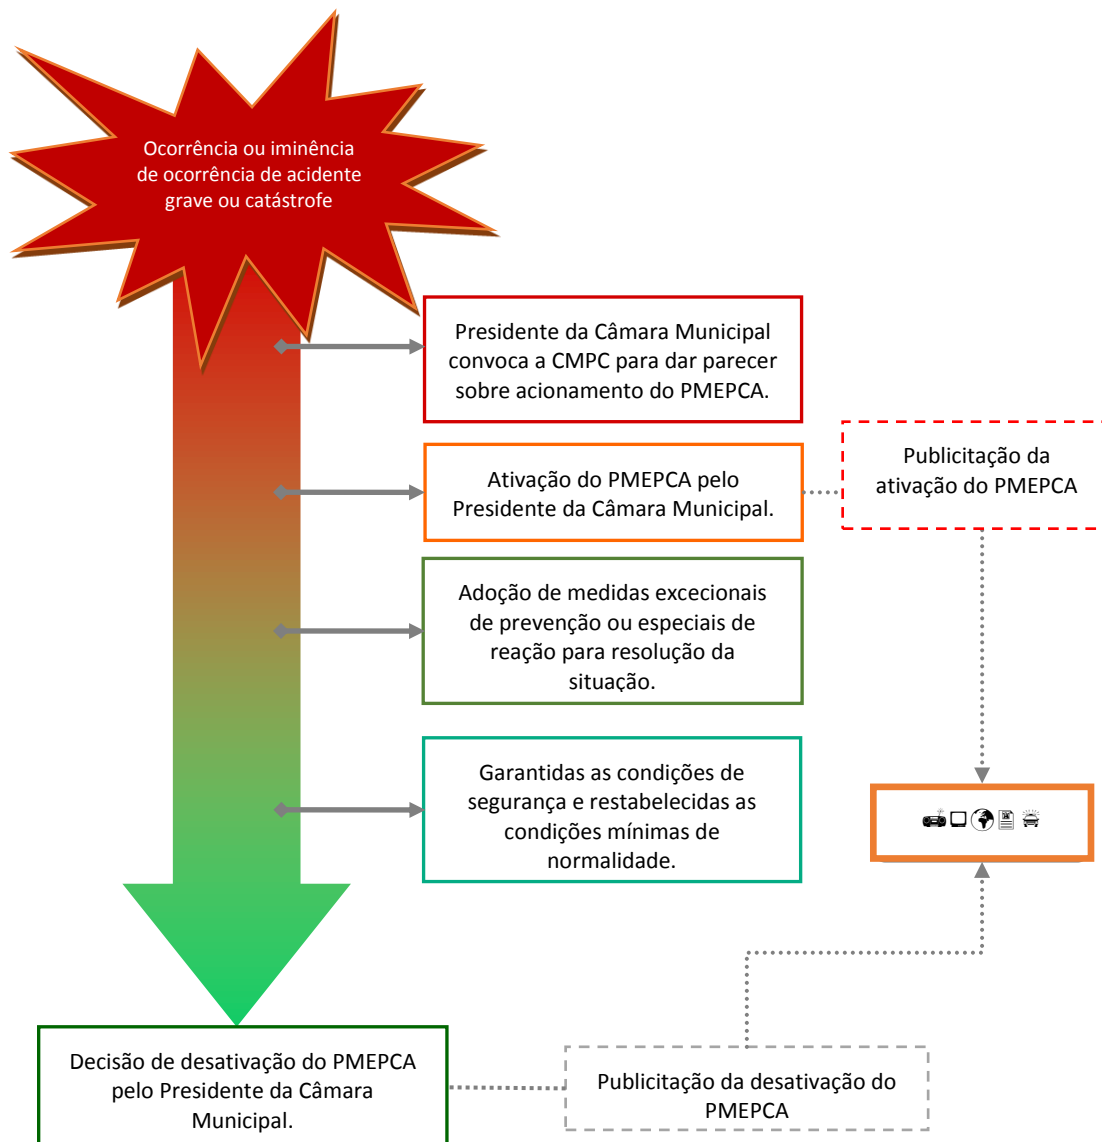 Ocorrência ou iminência
de ocorrência de acidente
grave ou catástrofe
Presidente da Câmara Municipal
convoca a CMPC para dar parecer
sobre acionamento do PMEPCA.
Ativação do PMEPCA pelo
Presidente da Câmara Municipal.
Publicitação da
ativação do PMEPCA
Adoção de medidas excecionais
de prevenção ou especiais de
reação para resolução da
situação.
Garantidas as condições de
segurança e restabelecidas as
condições mínimas de
normalidade.
Decisão de desativação do PMEPCA
pelo Presidente da Câmara
Municipal.
Publicitação da desativação do
PMEPCA